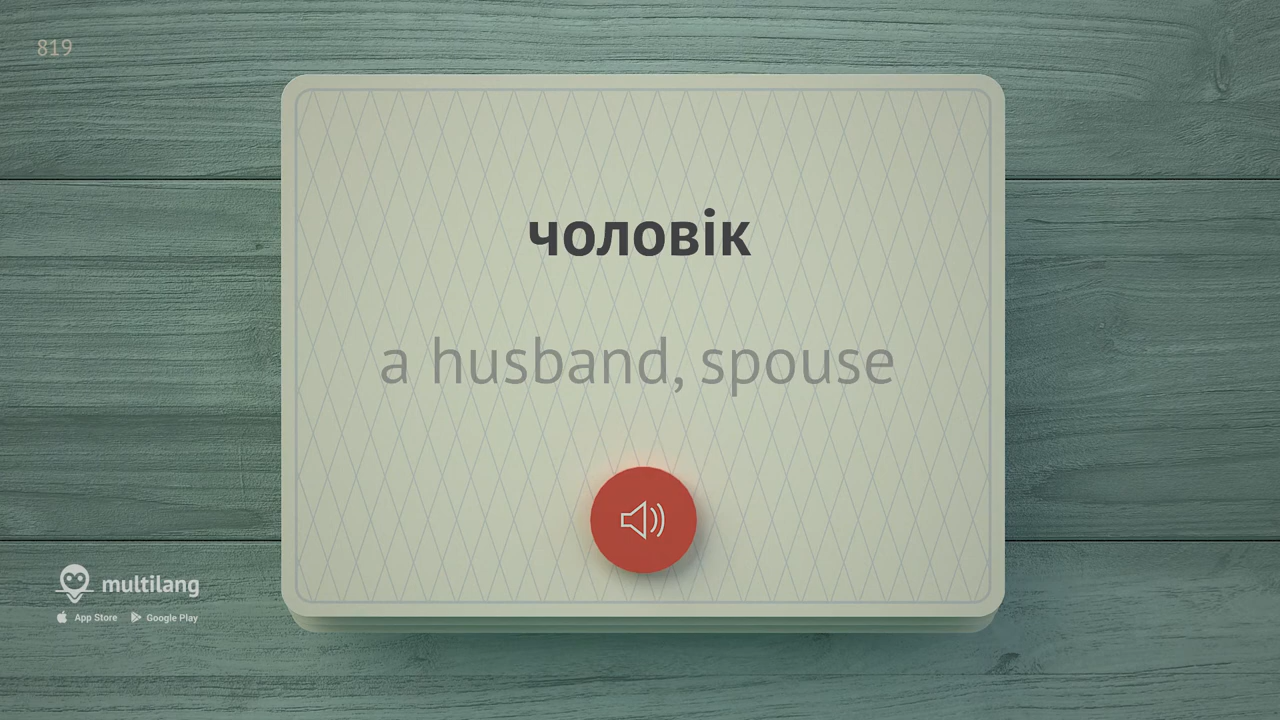 819
чоловік
a husband, spouse
multilang
App Store
Google Play